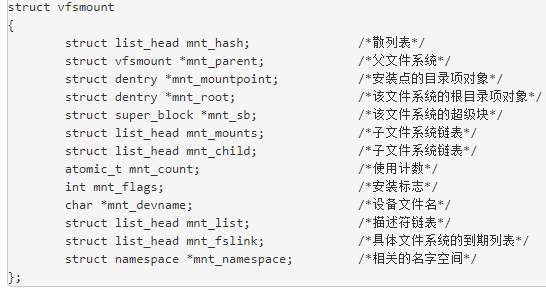 struct vfsmount
{
struct list_head mnt_hash; /*散列表*/
struct vfsmount *mnt_parent; /*父文件系统*/
struct dentry *mnt_mountpoint; /*安装点的目录项对象*/
struct dentry *mnt_root; /*该文件系统的根目录项对象*/
struct super_block *mnt_sb; /*该文件系统的超级块*/
struct list_head mnt_mounts; /*子文件系统链表*/
struct list_head mnt_child; /*子文件系统链表*/
atomic_t mnt_count; /*使用计数*/
int mnt_flags; /*安装标志*/
char *mnt_devname; /*设备文件名*/
struct list_head mnt_list; /*描述符链表*/
struct list_head mnt_fslink; /*具体文件系统的到期列表*/
struct namespace *mnt_namespace; /*相关的名字空间*/
};